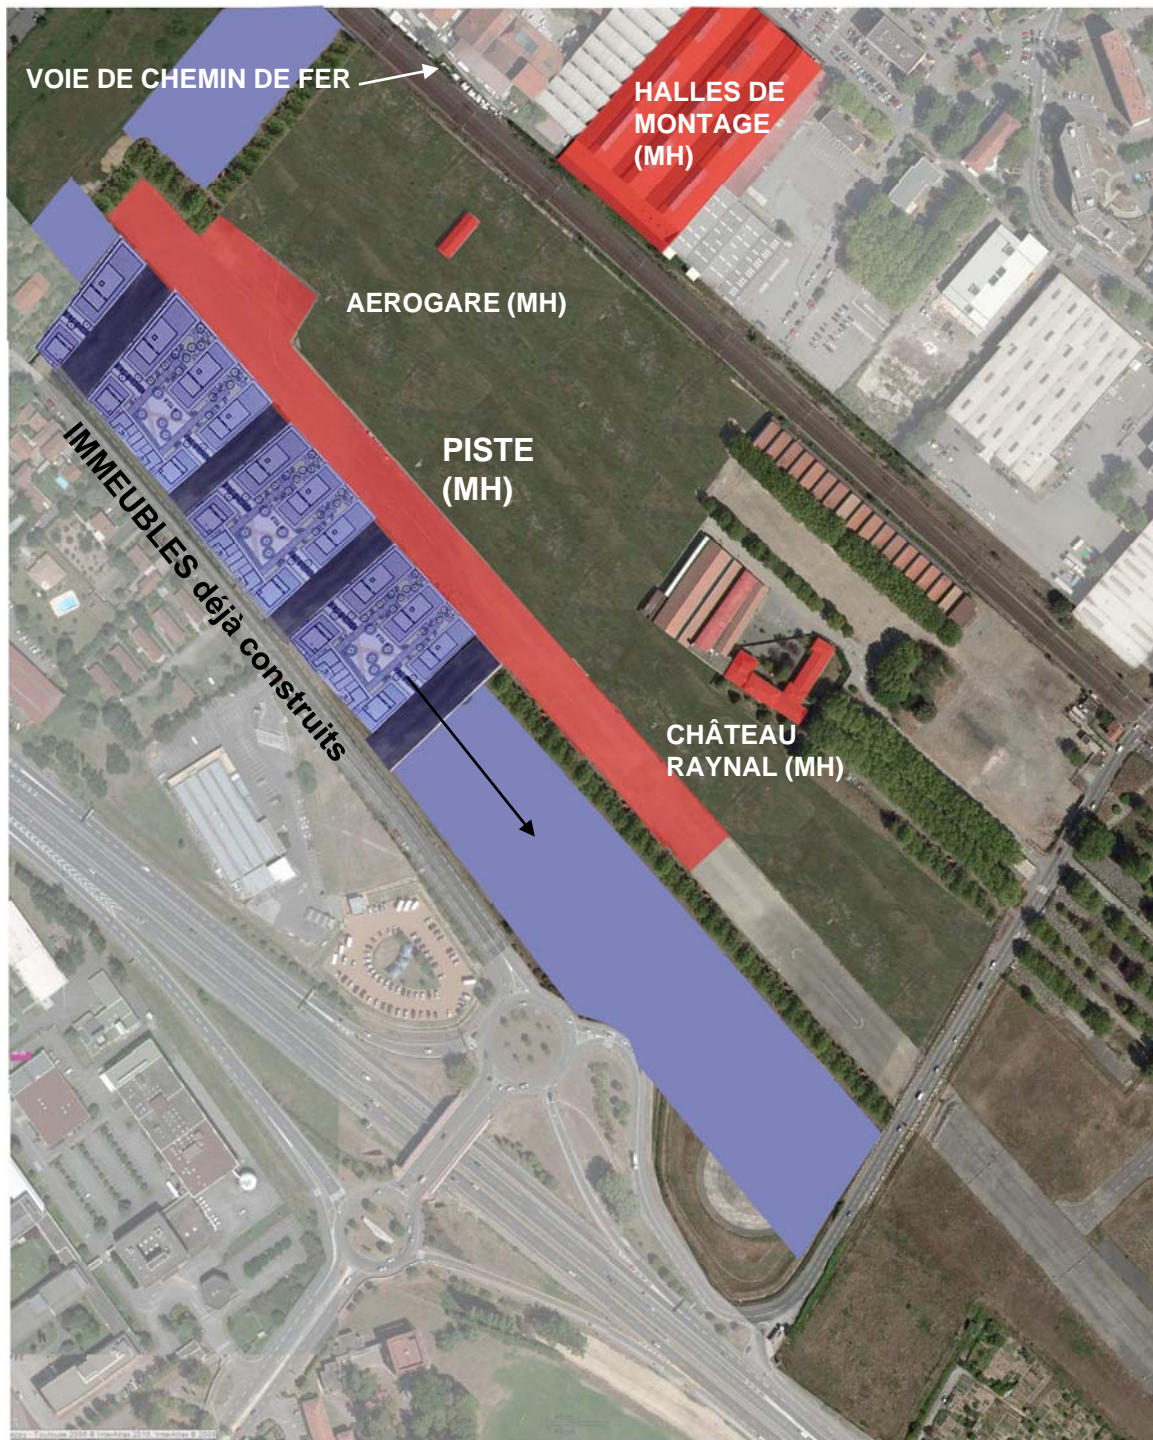 VOIE DE CHEMIN DE FER
HALLES DE
MONTAGE
(MH)
AEROGARE (MH)
PISTE
(MH)
IMMEUBLES déjà construits
CHÂTEAU
RAYNAL (MH)